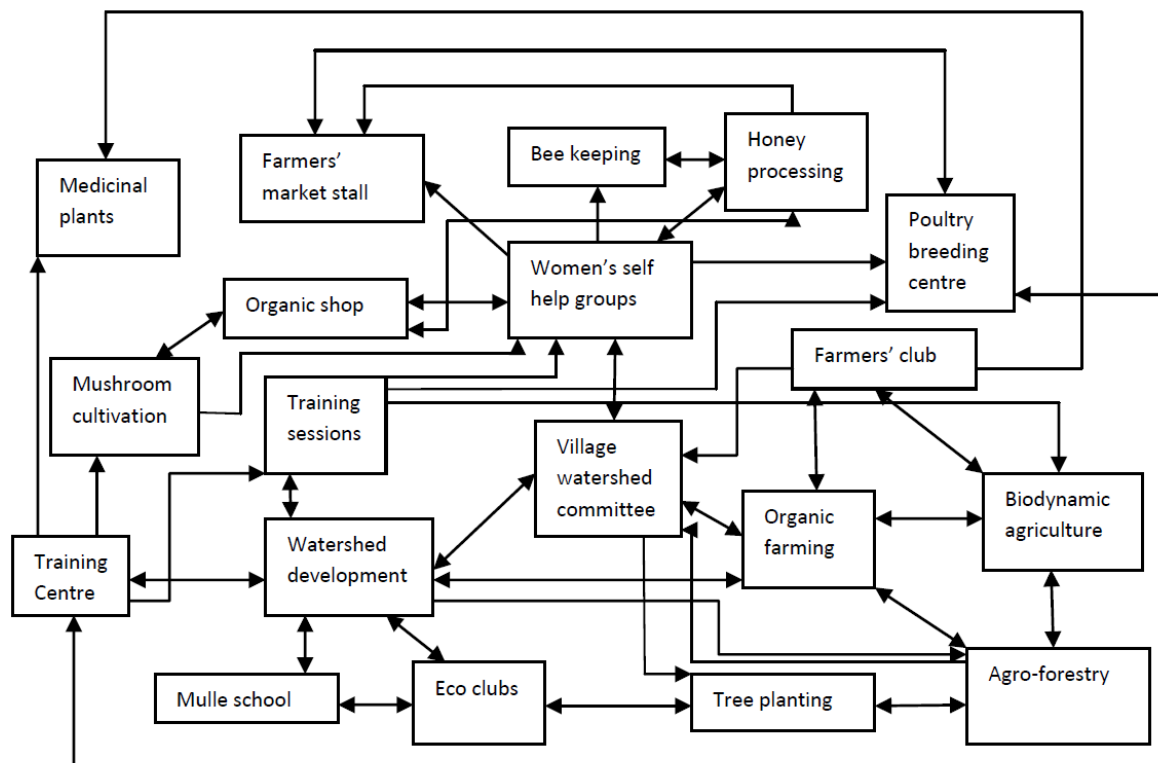 Farmers'
market stall
Bee keeping
Honey
processing
Medicinal
plants
Poultry
breeding
centre
Women's self
help groups
Organic shop
Farmers' club
Mushroom
cultivation
Training
sessions
Village
watershed
committee
Biodynamic
agriculture
Organic
farming
Training
Centre
Watershed
development
Mulle school
Eco clubs
Tree planting
Agro-forestry